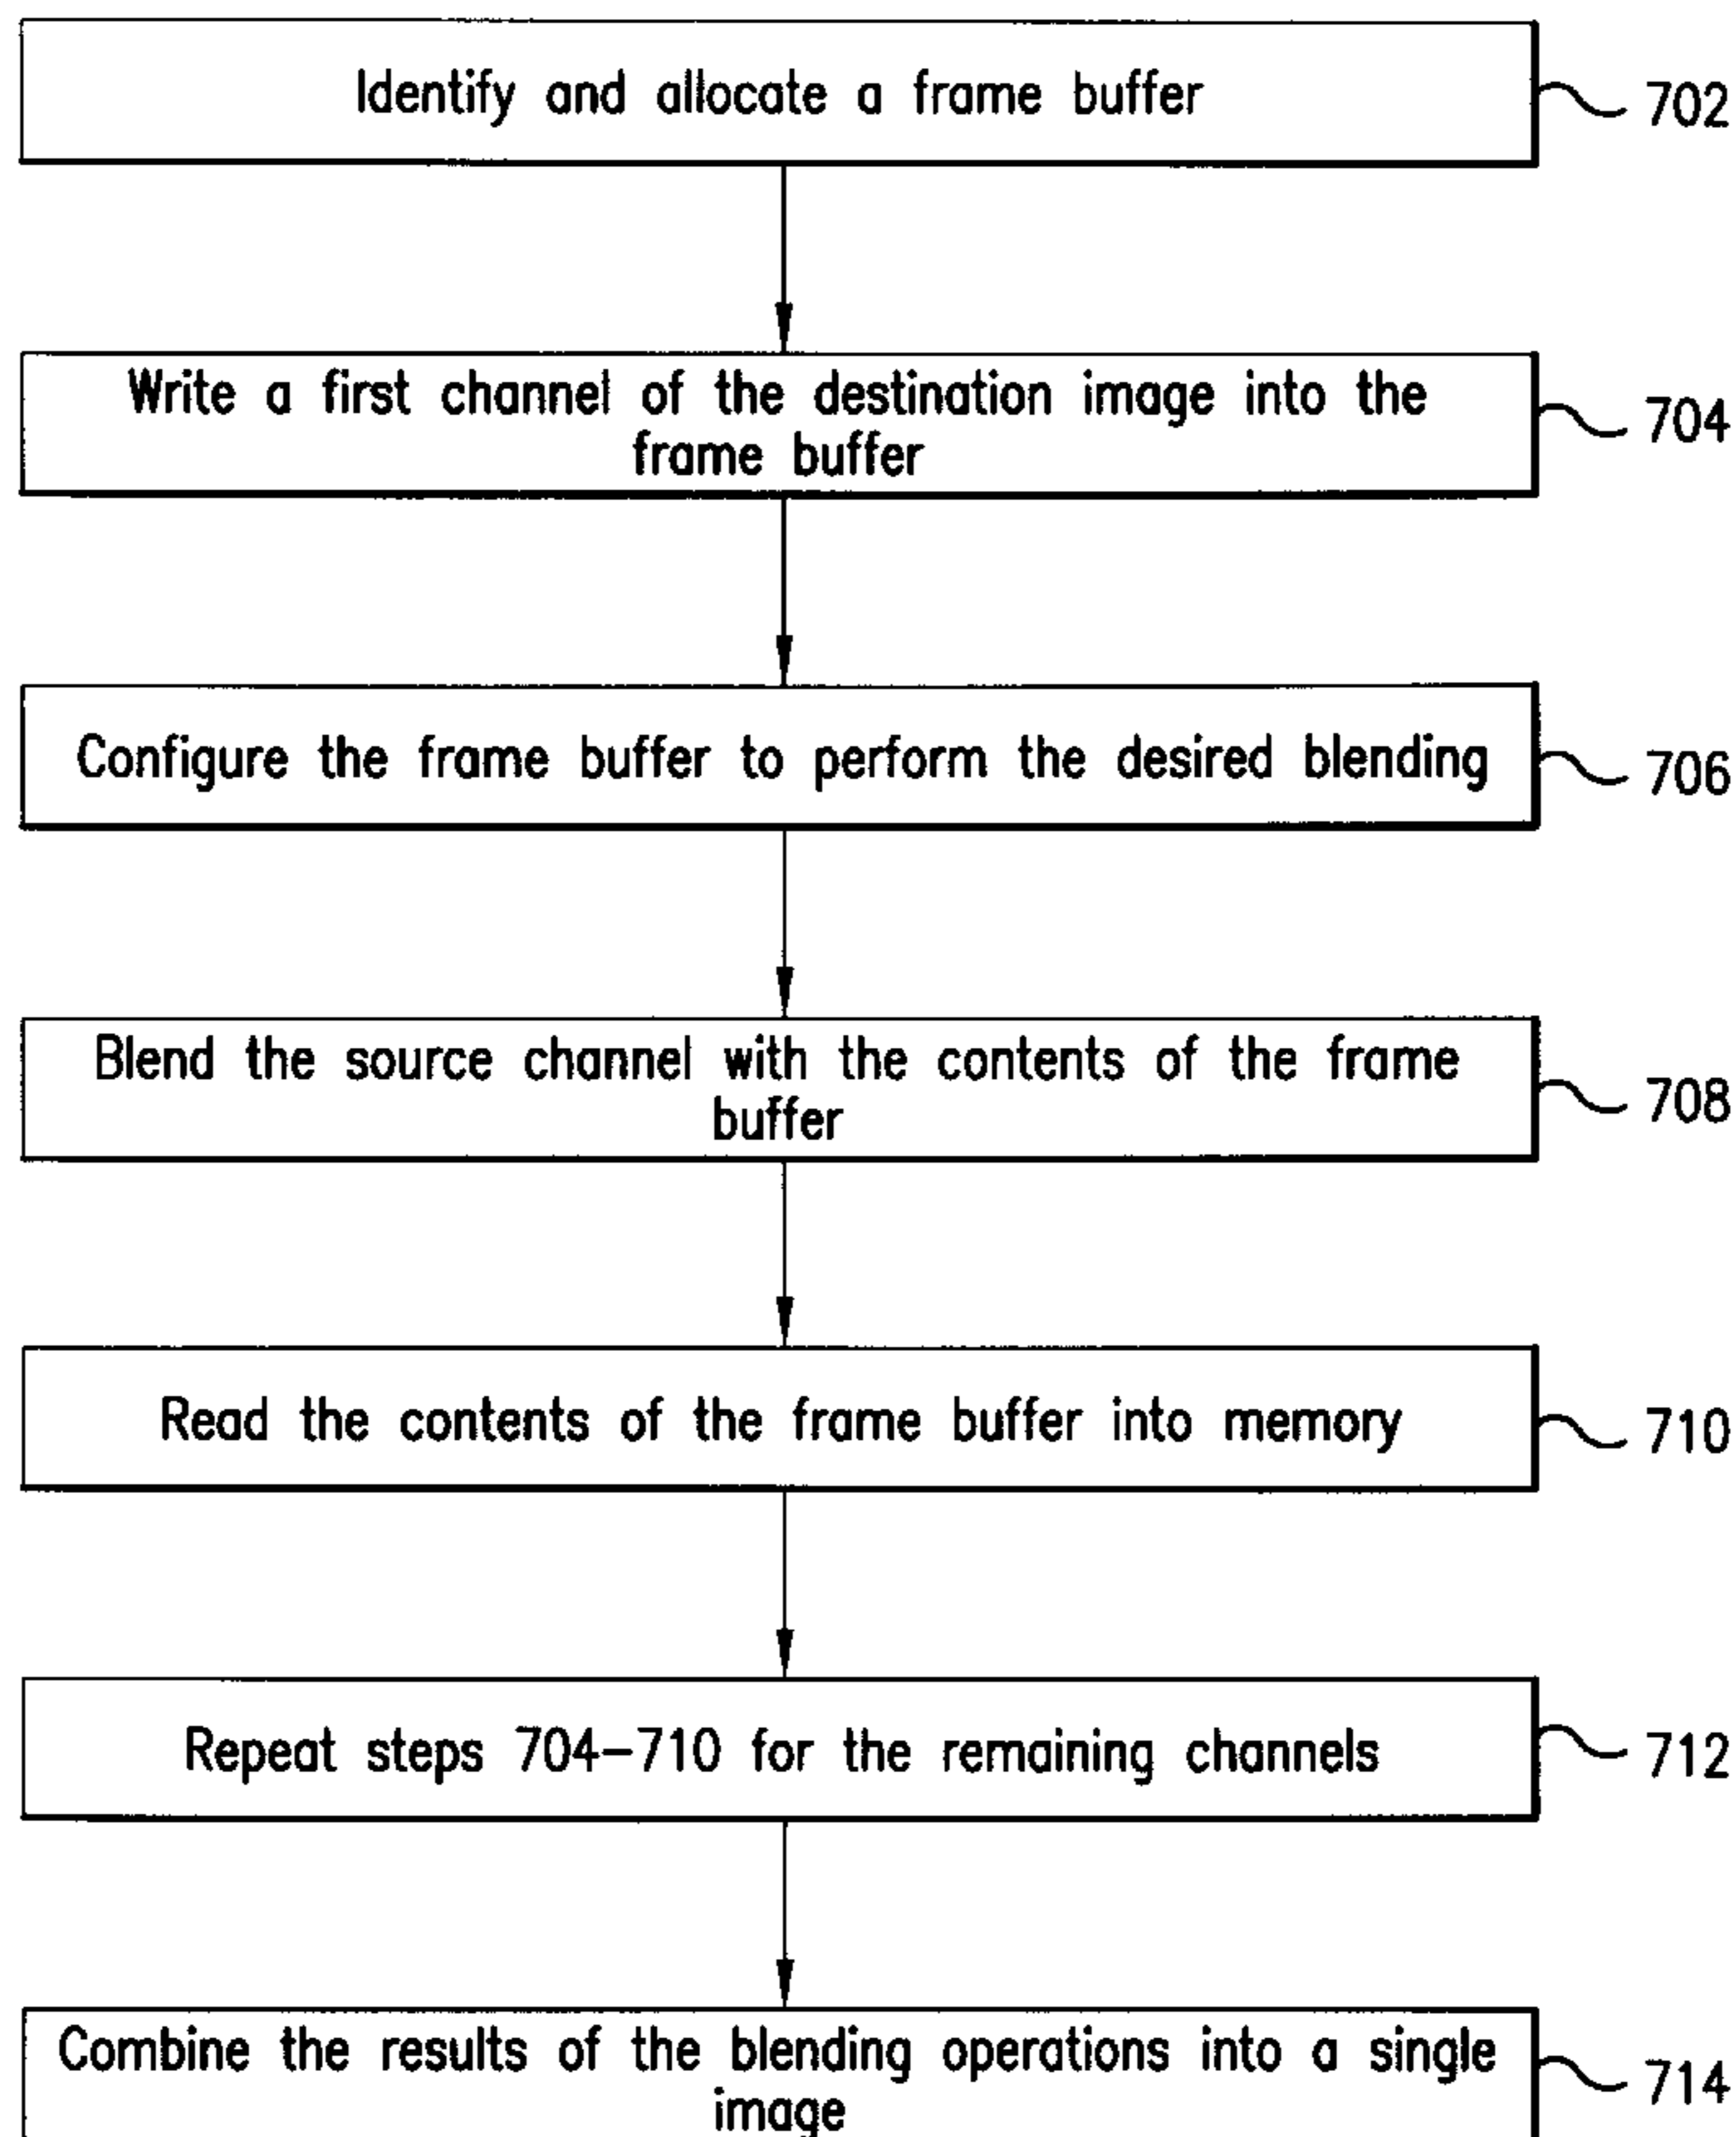 Identify and allocate a frame buffer
702
Write a first channel of the destination image into the
frame buffer
704
Configure the frame buffer to perform the desired blending
706
Blend the source channel with the contents of the frame
buffer
708
Read the contents of the frame buffer into memory
710
Repeat steps 704–710 for the remaining channels
712
Combine the results of the blending operations into a single
image
714